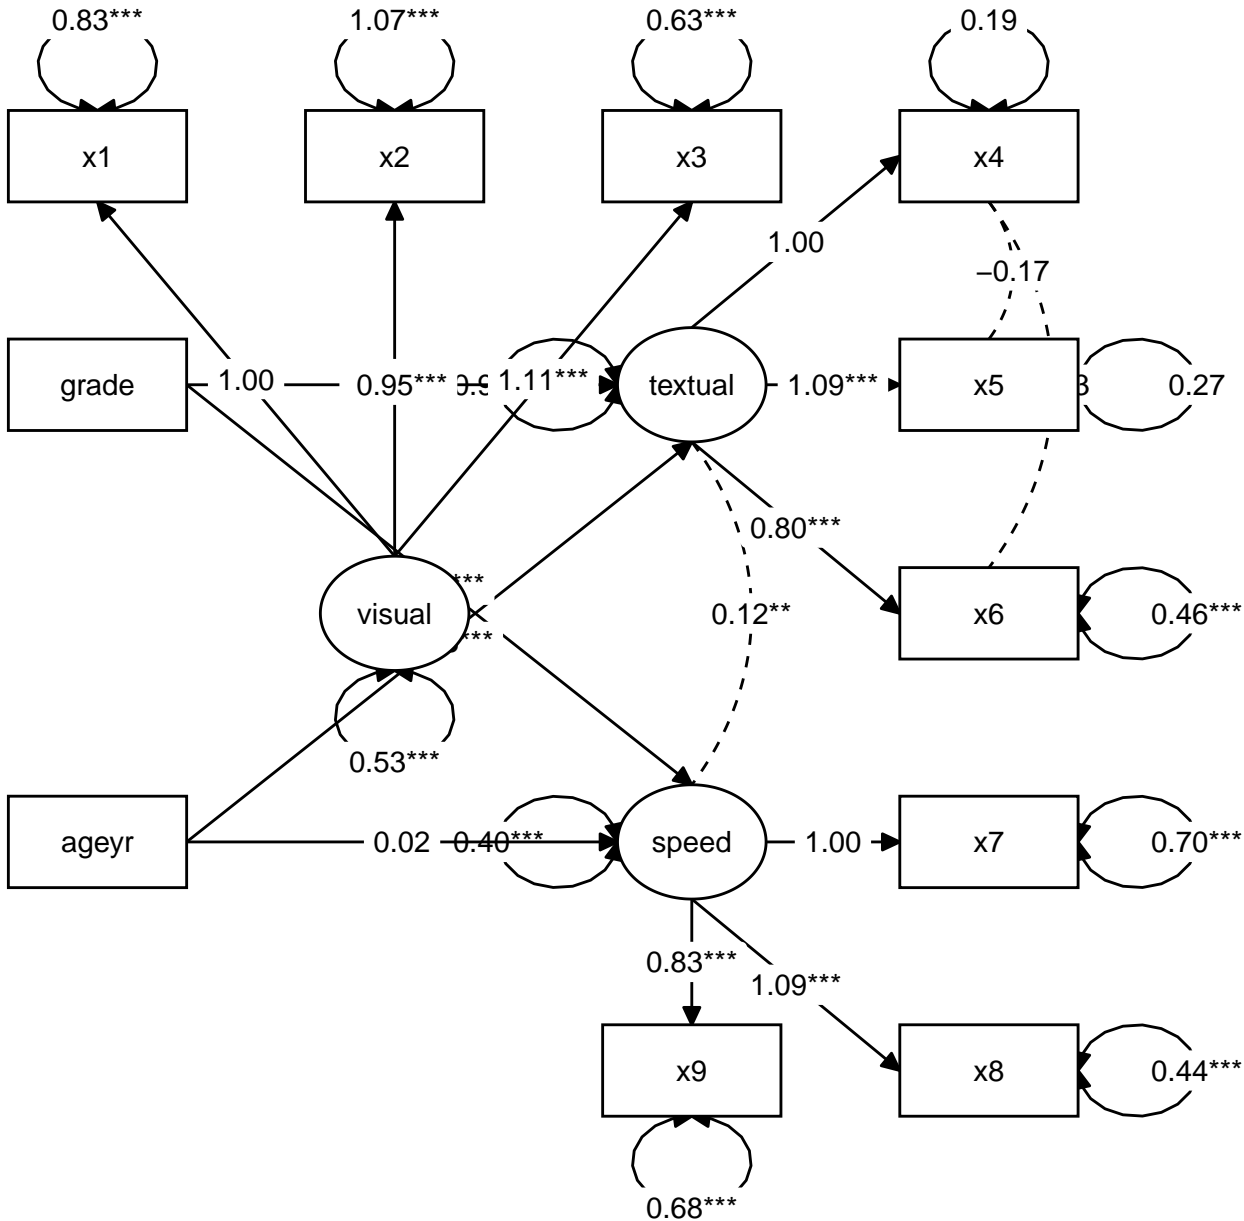 0.83*** 1.07*** 0.63*** 0.19
x1 x2 x3 x4
1.00
−0.17
grade 1.00 0.95*** 1.11*** textual 1.09*** x5 0.27
0.80***
visual 0.12** x6 0.46***
0.53***
ageyr 0.02 0.40*** speed 1.00 x7 0.70***
0.83*** 1.09***
x9 x8 0.44***
0.68***